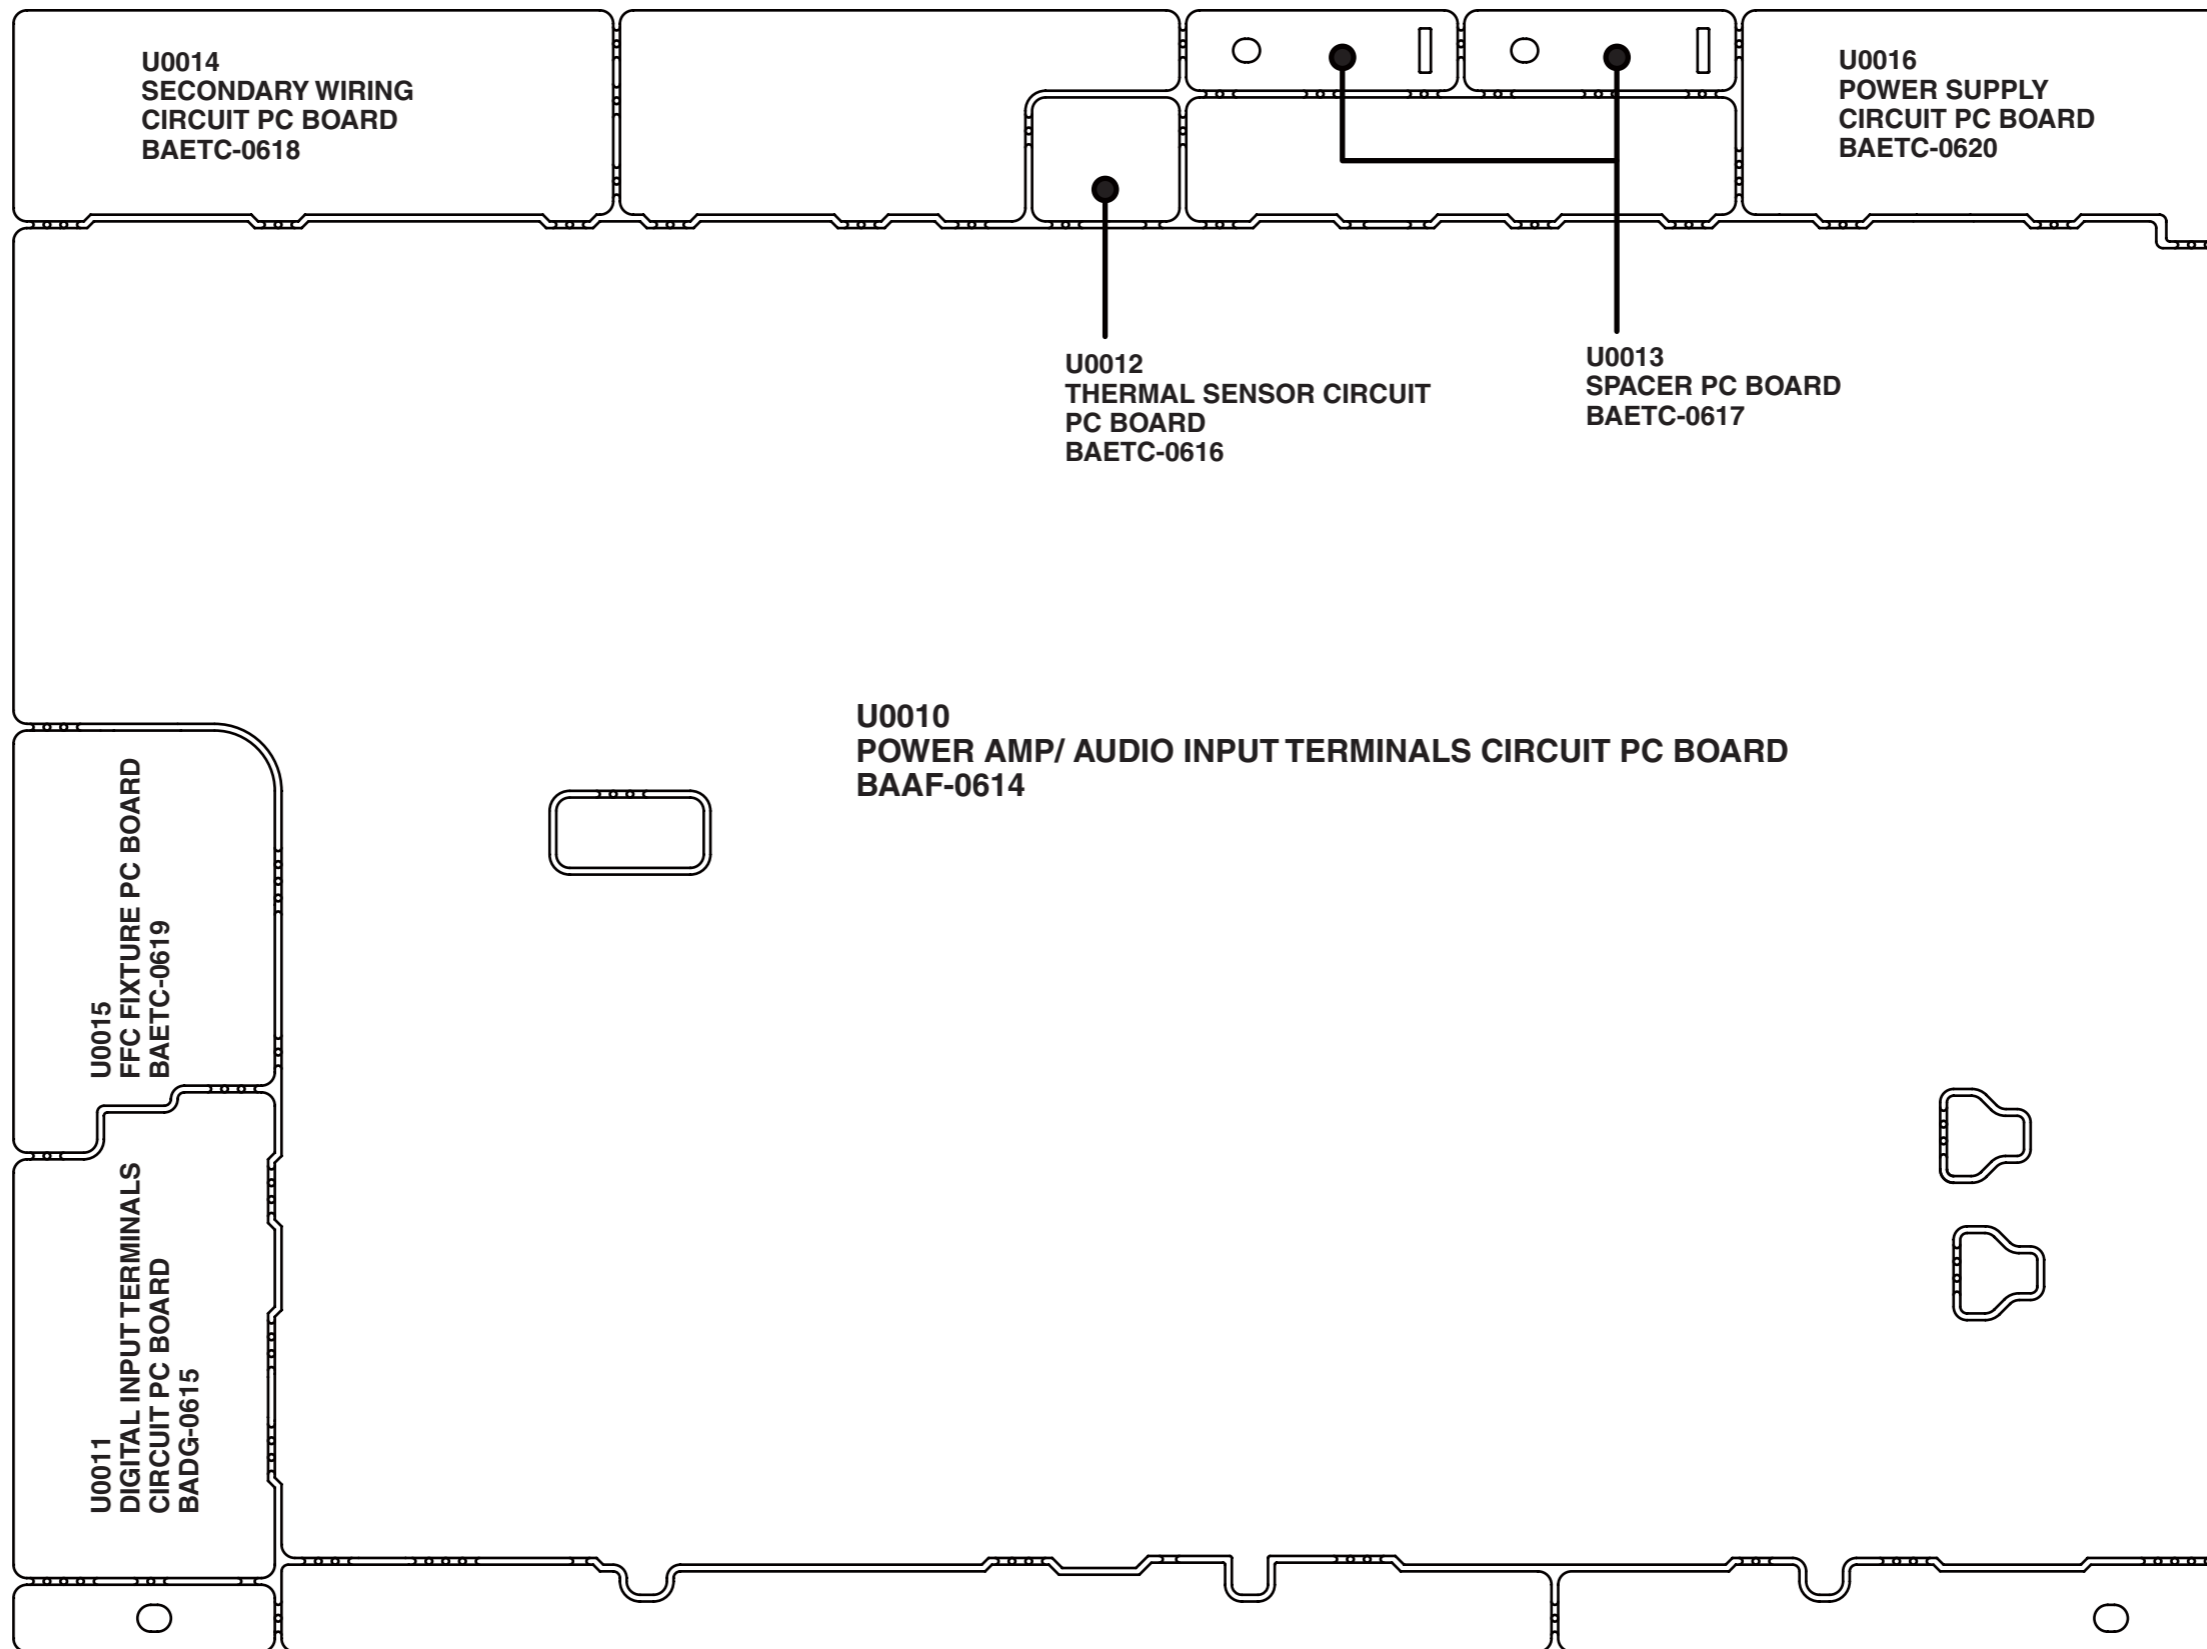 U0014
SECONDARY WIRING
CIRCUIT PC BOARD
BAETC-0618
U0016
POWER SUPPLY
CIRCUIT PC BOARD
BAETC-0620
U0012
THERMAL SENSOR CIRCUIT
PC BOARD
BAETC-0616
U0013
SPACER PC BOARD
BAETC-0617
U0010
POWER AMP/ AUDIO INPUT TERMINALS CIRCUIT PC BOARD
BAAF-0614
U0015
FFC FIXTURE PC BOARD
BAETC-0619
U0011
DIGITAL INPUT TERMINALS
CIRCUIT PC BOARD
BADG-0615